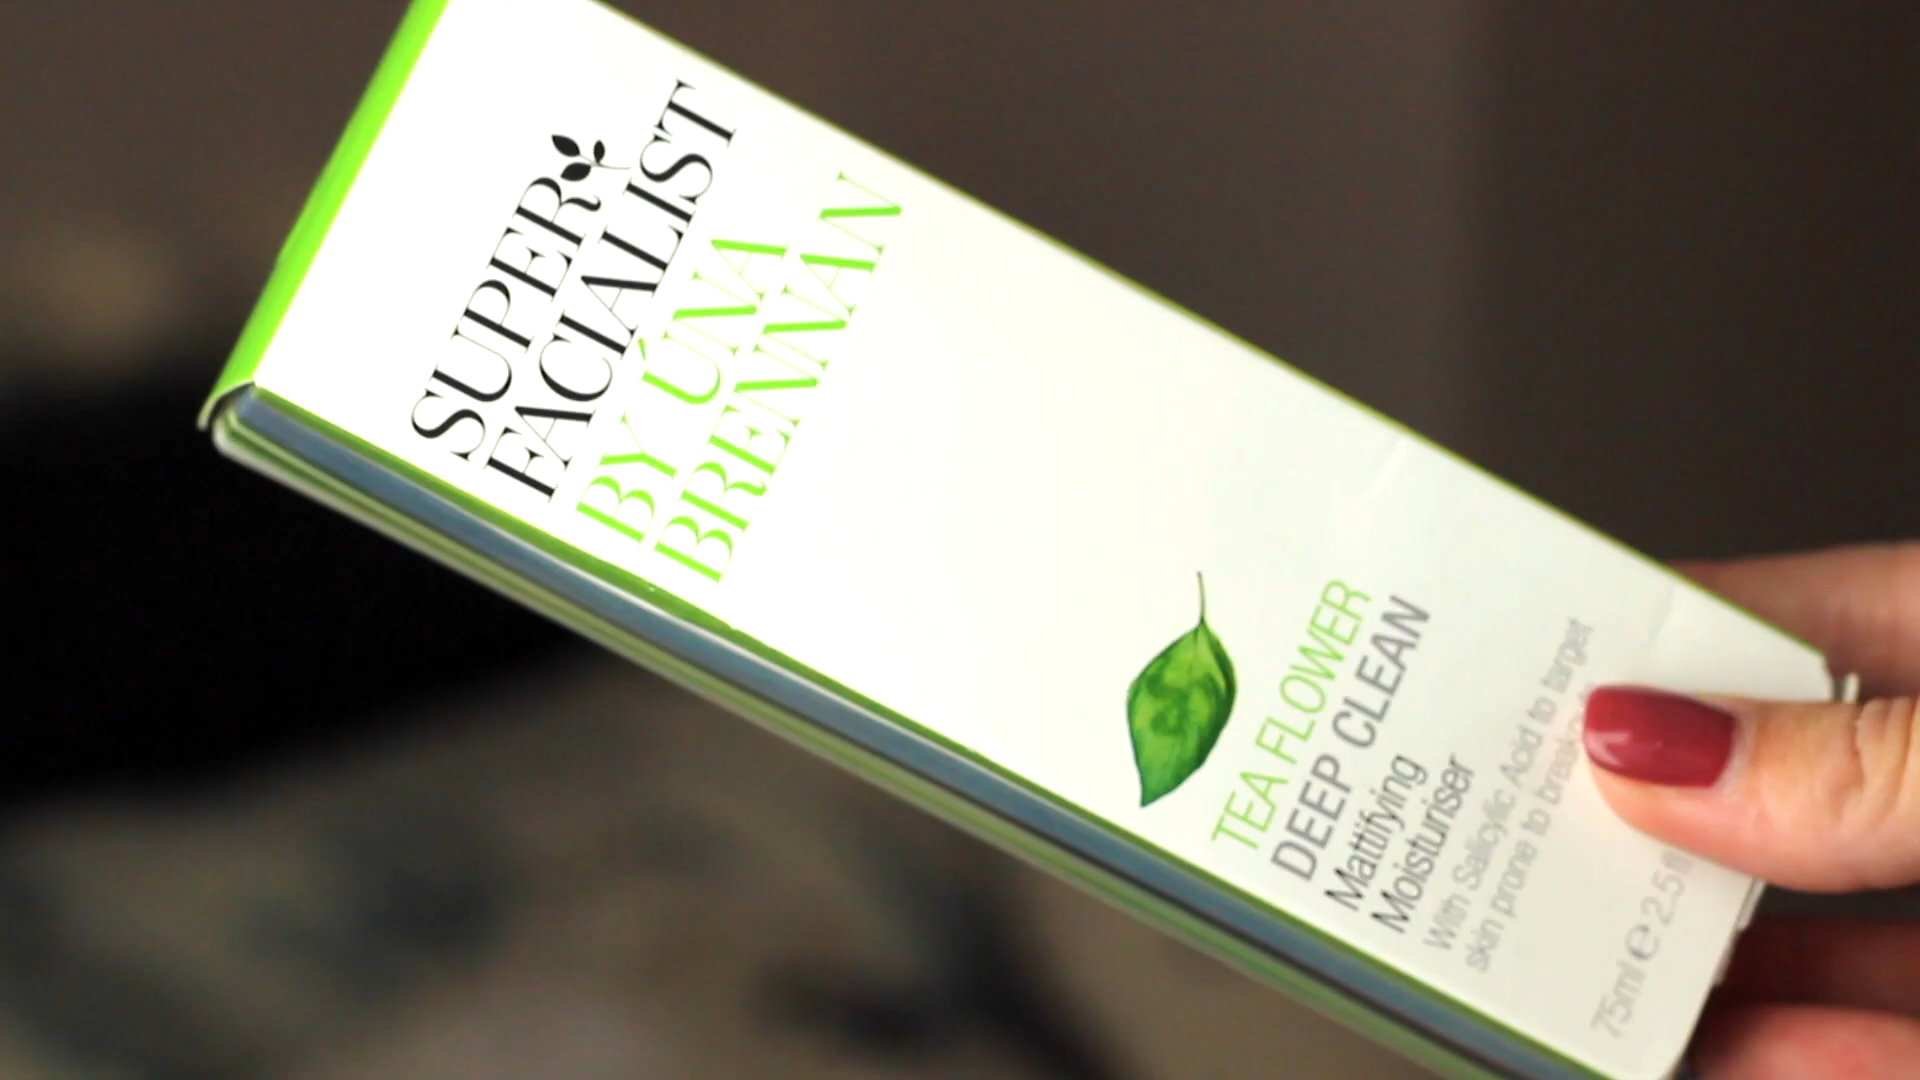 SUPER
FACIALIST
BY ÚNA
BRENNAN
TEA FLOWER
DEEP CLEAN
Mattifying
Moisturiser
With Salicylic Acid to target
skin prone to
75ml e 2.5